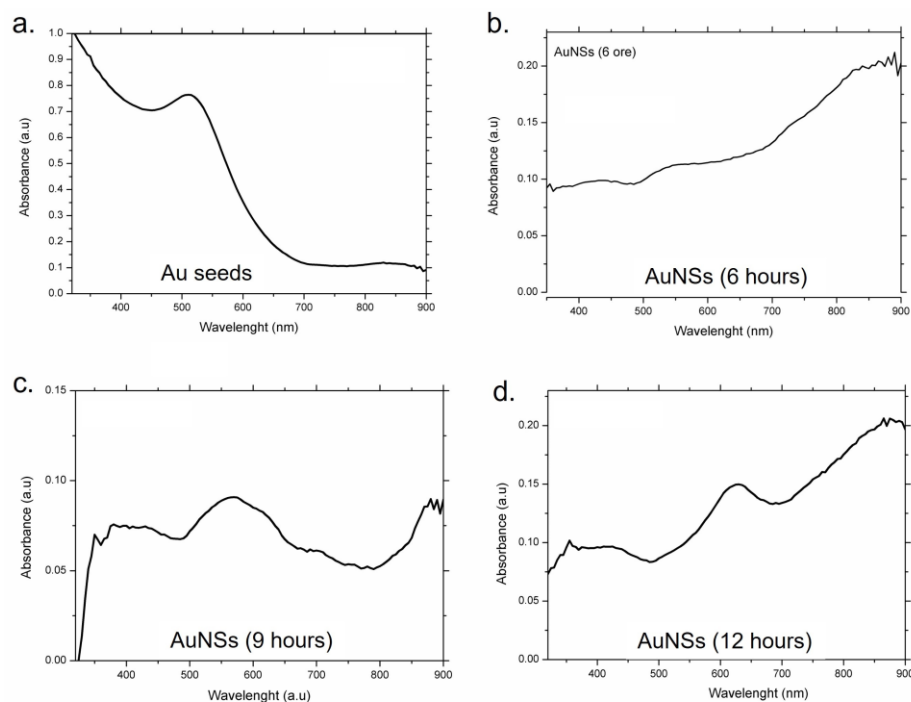 a.
1.0
0.9
0.8
0.7
0.6
0.5
0.4
0.3
0.2
0.1
0.0
Absorbance (a.u)
Au seeds
400 500 600 700 800 900
Wavelenght (nm)
b.
AuNSs (6 ore)
0.20
0.15
0.10
0.05
0.00
Absorbance (a.u)
AuNSs (6 hours)
400 500 600 700 800 900
Wavelenght (nm)
c.
0.15
0.10
0.05
0.00
Absorbance (a.u)
AuNSs (9 hours)
400 500 600 700 800 900
Wavelenght (a.u)
d.
0.20
0.15
0.10
0.05
0.00
Absorbance (a.u)
AuNSs (12 hours)
400 500 600 700 800 900
Wavelenght (nm)